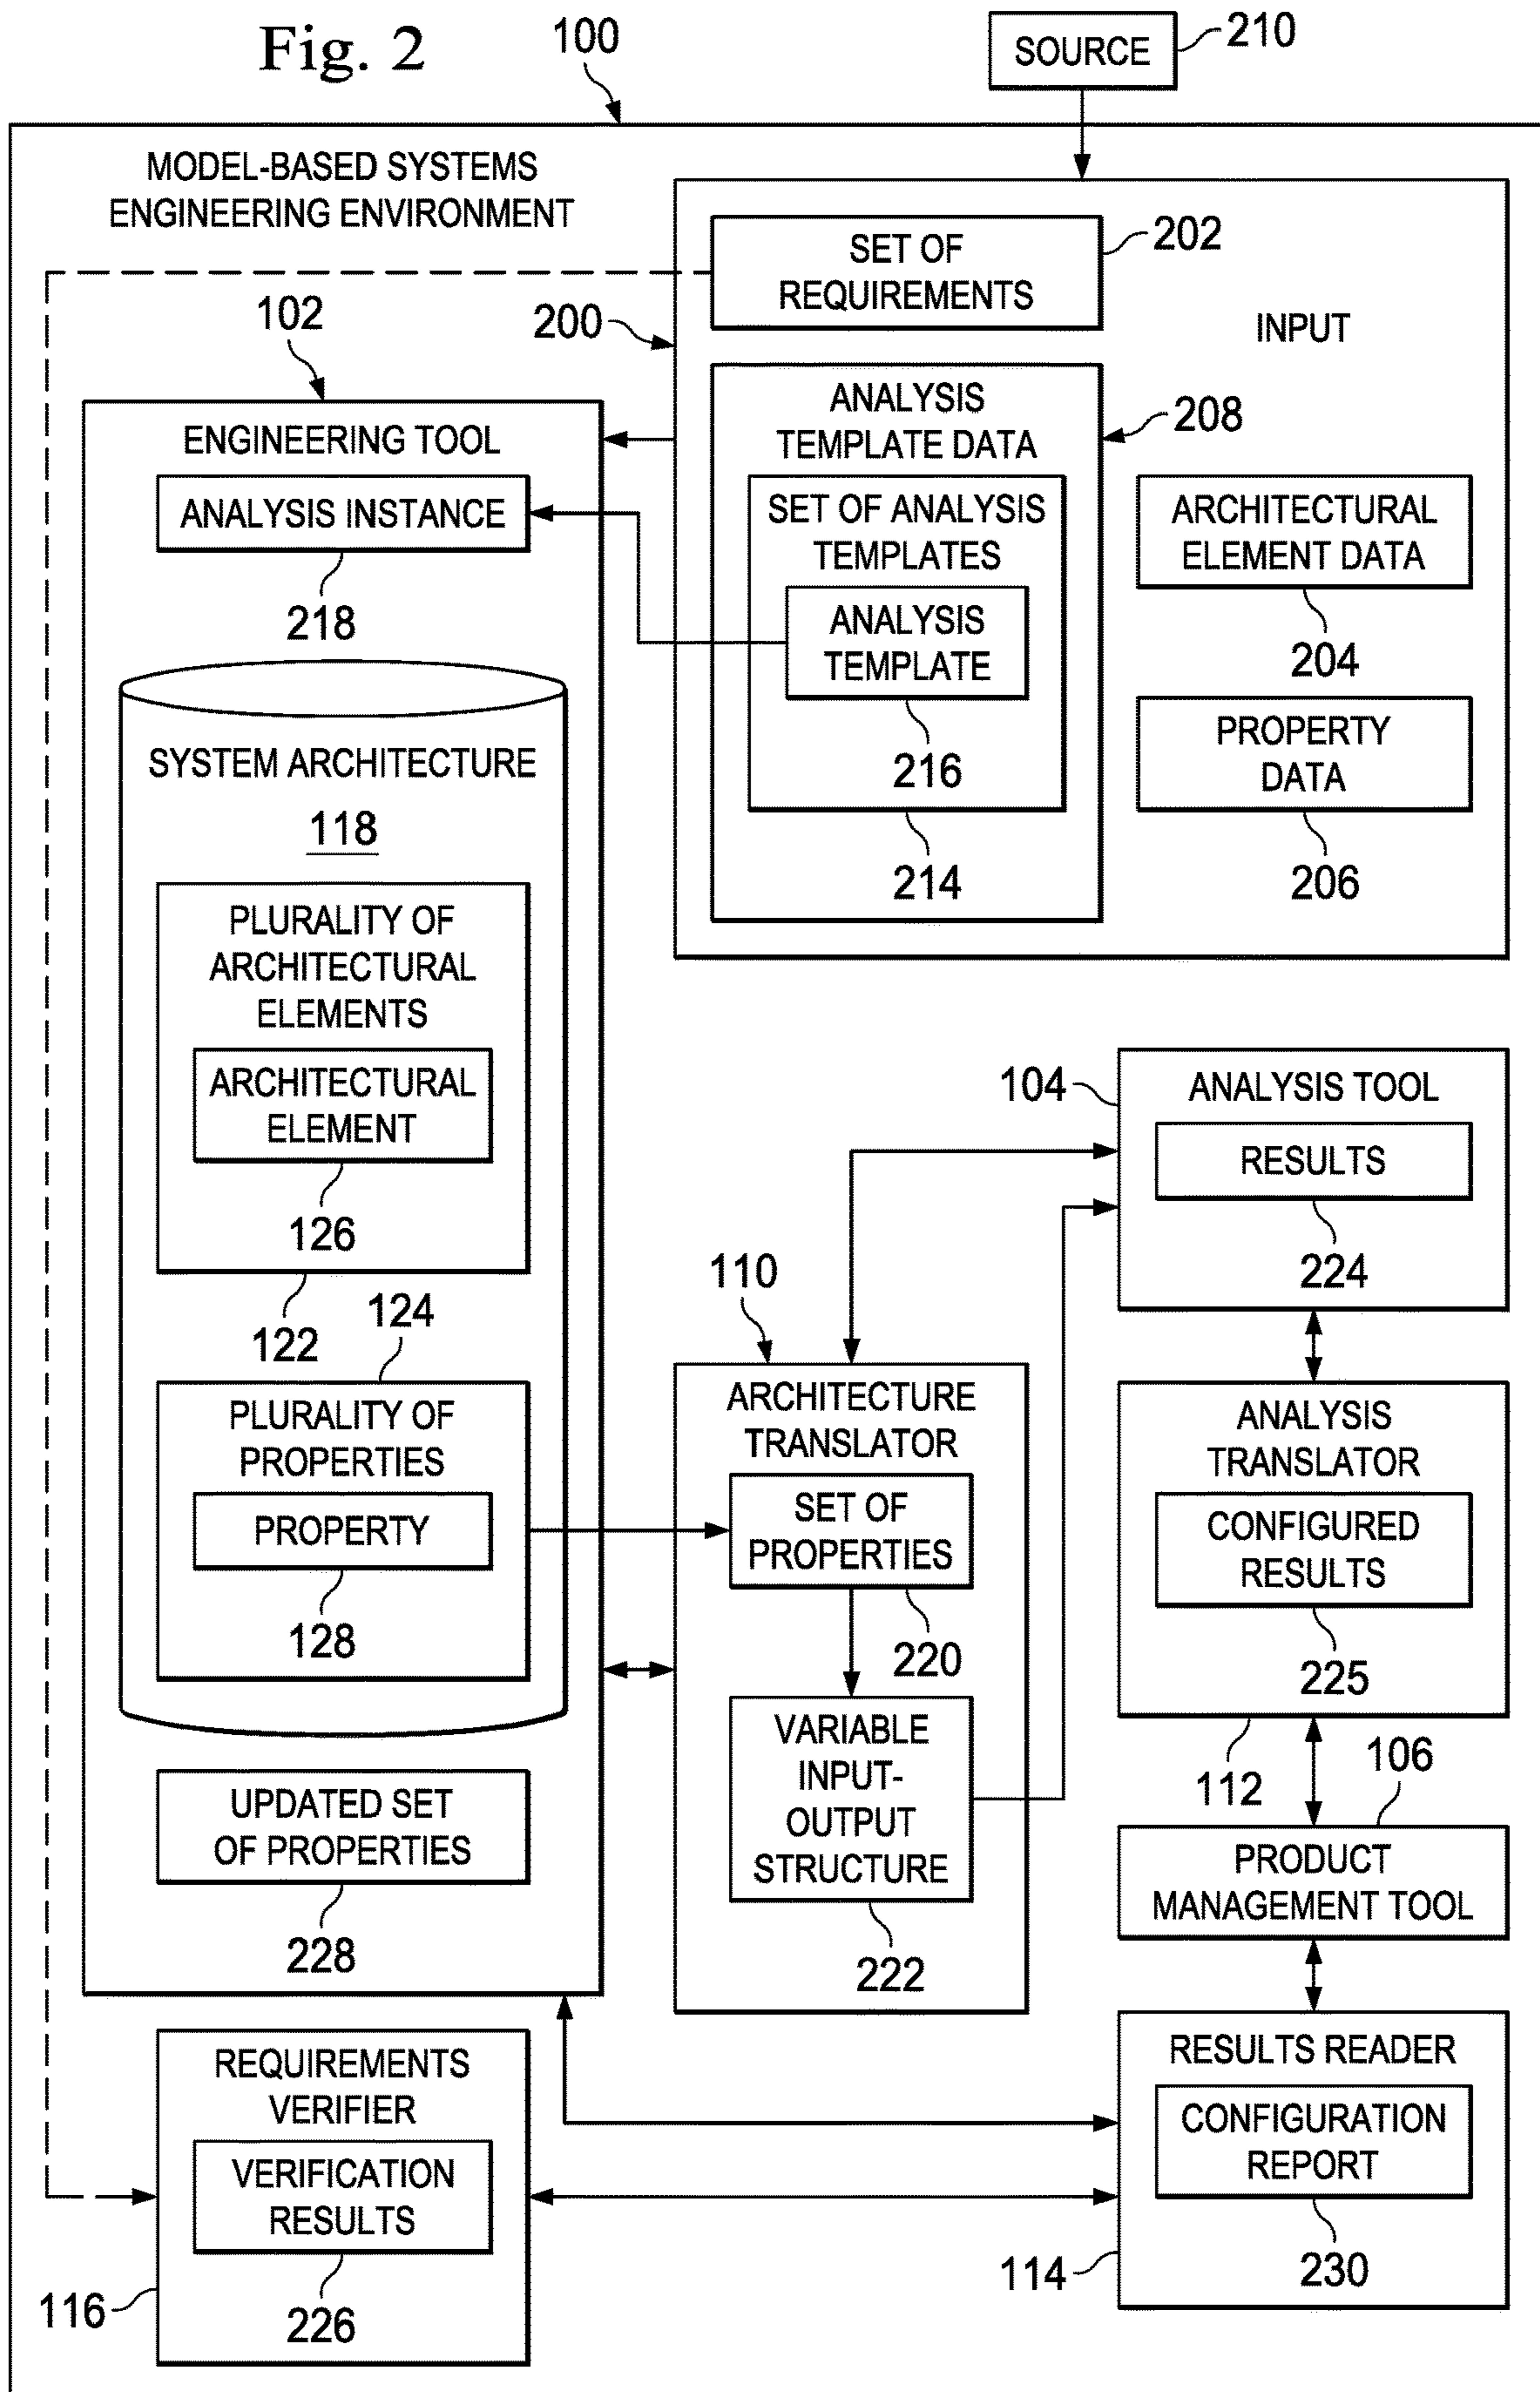 Fig. 2
100
SOURCE
210
MODEL-BASED SYSTEMS
ENGINEERING ENVIRONMENT
SET OF
REQUIREMENTS
202
200
INPUT
102
ENGINEERING TOOL
ANALYSIS INSTANCE
218
ANALYSIS
TEMPLATE DATA
208
SET OF ANALYSIS
TEMPLATES
ANALYSIS
TEMPLATE
216
214
ARCHITECTURAL
ELEMENT DATA
204
PROPERTY
DATA
206
SYSTEM ARCHITECTURE
118
PLURALITY OF
ARCHITECTURAL
ELEMENTS
ARCHITECTURAL
ELEMENT
126
122
124
PLURALITY OF
PROPERTIES
PROPERTY
128
UPDATED SET
OF PROPERTIES
228
110
ARCHITECTURE
TRANSLATOR
SET OF
PROPERTIES
220
VARIABLE
INPUT-
OUTPUT
STRUCTURE
222
104
ANALYSIS TOOL
RESULTS
224
ANALYSIS
TRANSLATOR
CONFIGURED
RESULTS
225
112
106
PRODUCT
MANAGEMENT TOOL
REQUIREMENTS
VERIFIER
VERIFICATION
RESULTS
226
116
RESULTS READER
CONFIGURATION
REPORT
230
114